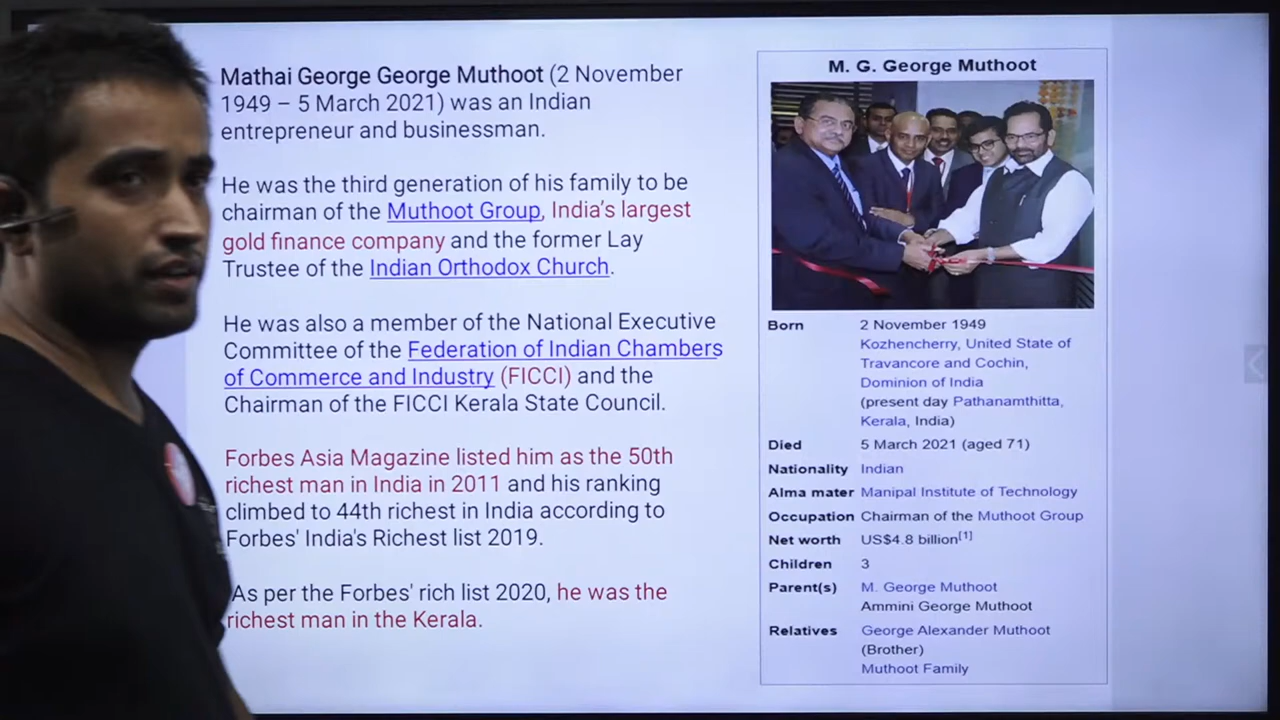 Mathai George George Muthoot (2 November
1949 – 5 March 2021) was an Indian
entrepreneur and businessman.
He was the third generation of his family to be
chairman of the Muthoot Group, India's largest
gold finance company and the former Lay
Trustee of the Indian Orthodox Church.
He was also a member of the National Executive
Committee of the Federation of Indian Chambers
of Commerce and Industry (FICCI) and the
Chairman of the FICCI Kerala State Council.
Forbes Asia Magazine listed him as the 50th
richest man in India in 2011 and his ranking
climbed to 44th richest in India according to
Forbes' India's Richest list 2019.
As per the Forbes' rich list 2020, he was the
richest man in the Kerala.
M. G. George Muthoot
Born 2 November 1949
Kozhencherry, United State of
Travancore and Cochin,
Dominion of India
(present day Pathanamthitta,
Kerala, India)
Died 5 March 2021 (aged 71)
Nationality Indian
Alma mater Manipal Institute of Technology
Occupation Chairman of the Muthoot Group
Net worth US$4.8 billion[1]
Children 3
Parent(s) M. George Muthoot
Ammini George Muthoot
Relatives George Alexander Muthoot
(Brother)
Muthoot Family